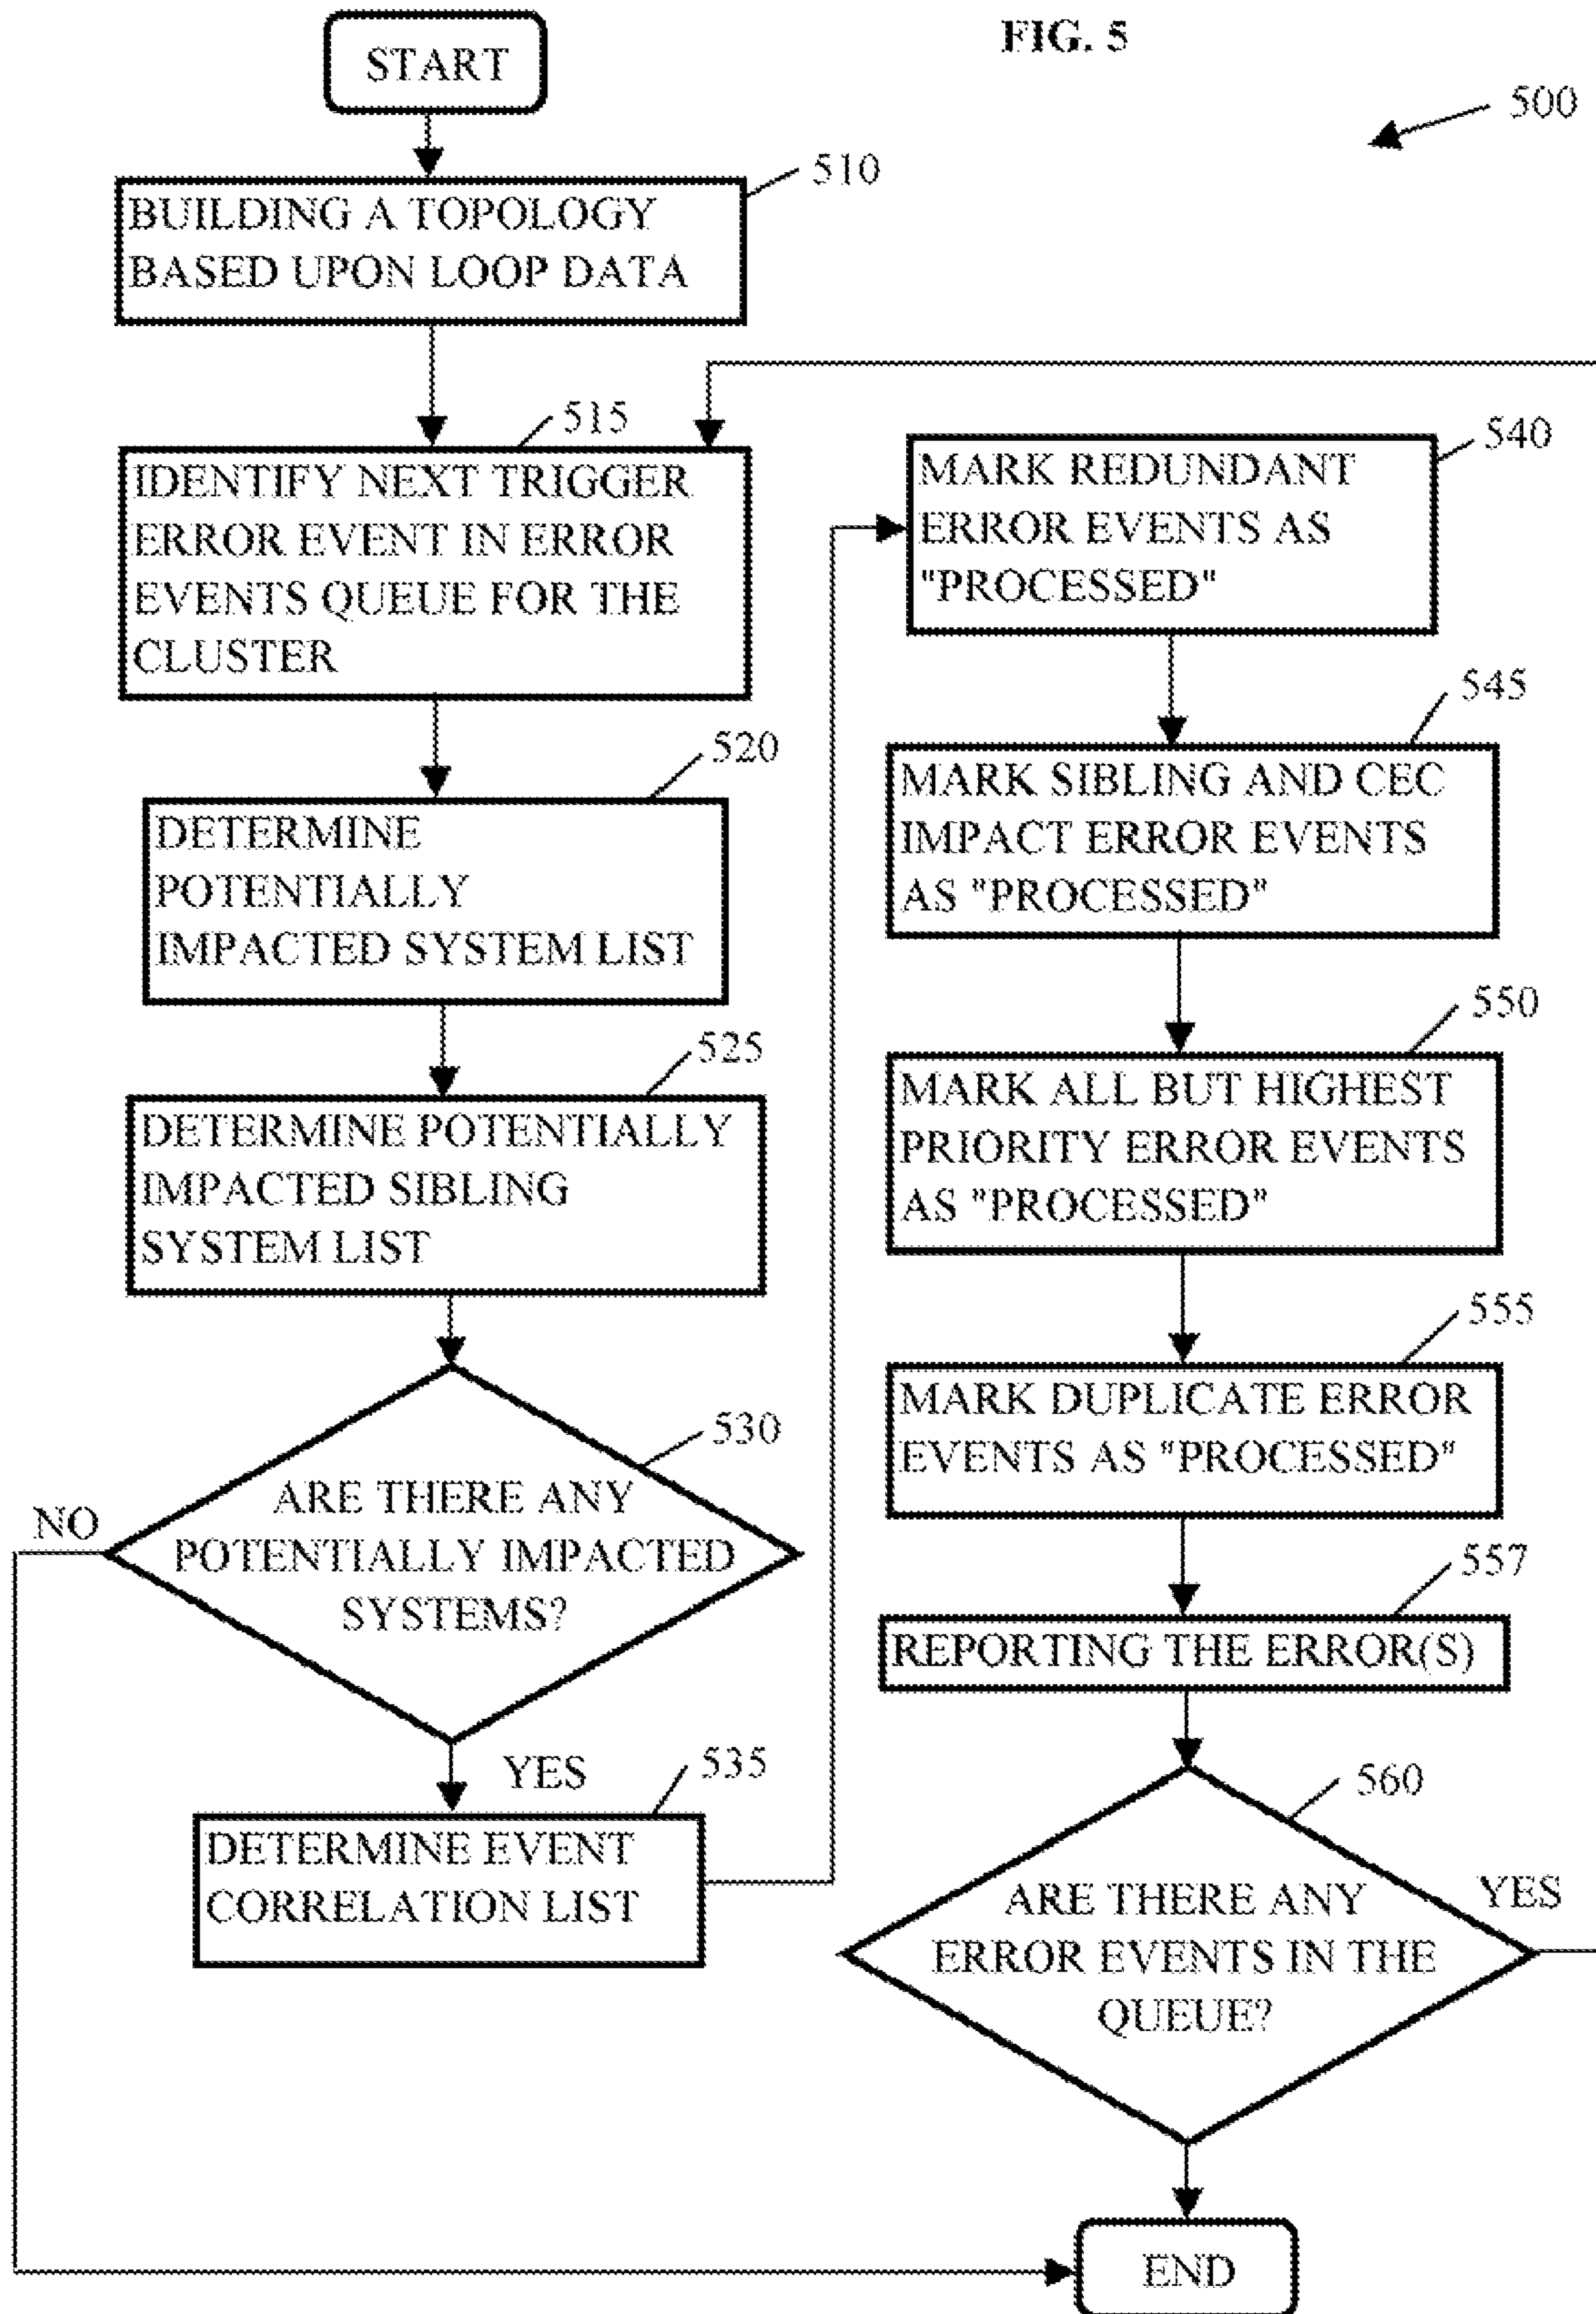 FIG. 5
500
START
510
BUILDING A TOPOLOGY
BASED UPON LOOP DATA
515
IDENTIFY NEXT TRIGGER
ERROR EVENT IN ERROR
EVENTS QUEUE FOR THE
CLUSTER
520
DETERMINE
POTENTIALLY
IMPACTED SYSTEM LIST
525
DETERMINE POTENTIALLY
IMPACTED SIBLING
SYSTEM LIST
530
ARE THERE ANY
POTENTIALLY IMPACTED
SYSTEMS?
NO
YES
535
DETERMINE EVENT
CORRELATION LIST
540
MARK REDUNDANT
ERROR EVENTS AS
"PROCESSED"
545
MARK SIBLING AND CEC
IMPACT ERROR EVENTS
AS "PROCESSED"
550
MARK ALL BUT HIGHEST
PRIORITY ERROR EVENTS
AS "PROCESSED"
555
MARK DUPLICATE ERROR
EVENTS AS "PROCESSED"
557
REPORTING THE ERROR(S)
560
ARE THERE ANY
ERROR EVENTS IN THE
QUEUE?
YES
END